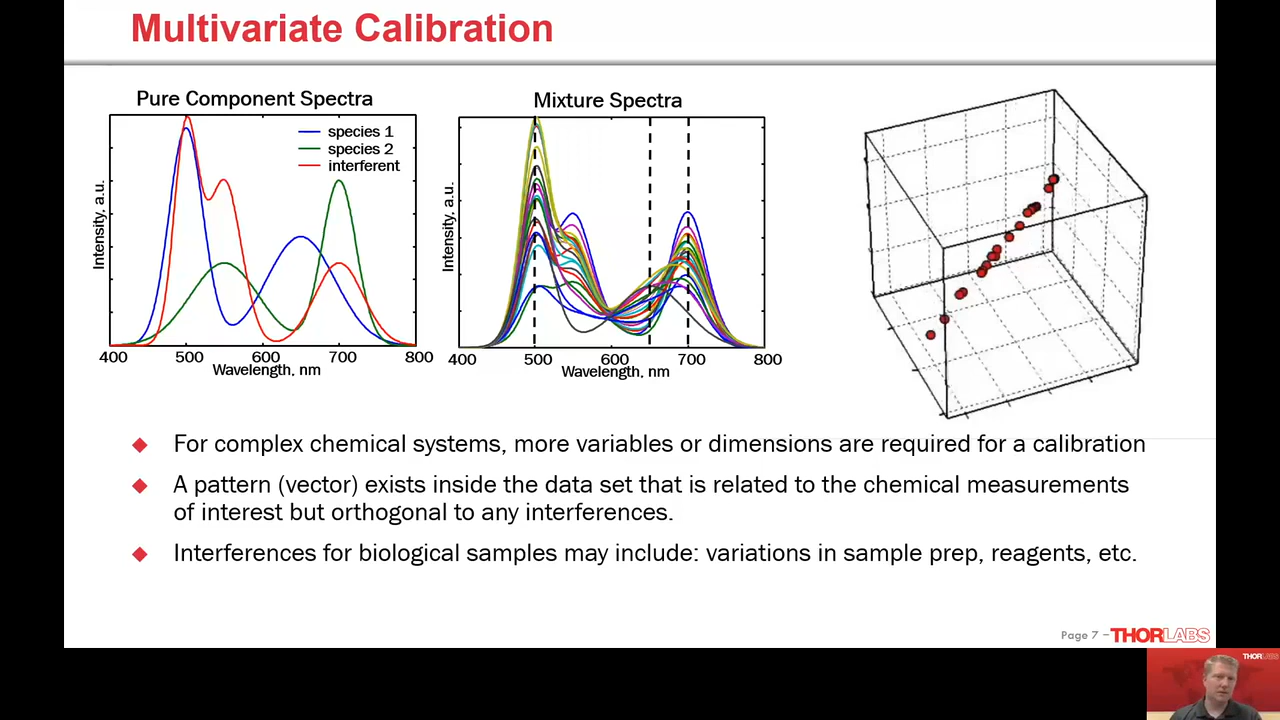 Multivariate Calibration
Pure Component Spectra
species 1
species 2
interferent
Intensity, a.u.
400 500 600 700 800
Wavelength, nm
Mixture Spectra
Intensity, a.u.
400 500 600 700 800
Wavelength, nm
For complex chemical systems, more variables or dimensions are required for a calibration
A pattern (vector) exists inside the data set that is related to the chemical measurements
of interest but orthogonal to any interferences.
Interferences for biological samples may include: variations in sample prep, reagents, etc.
Page 7 – THORLABS
THORLABS